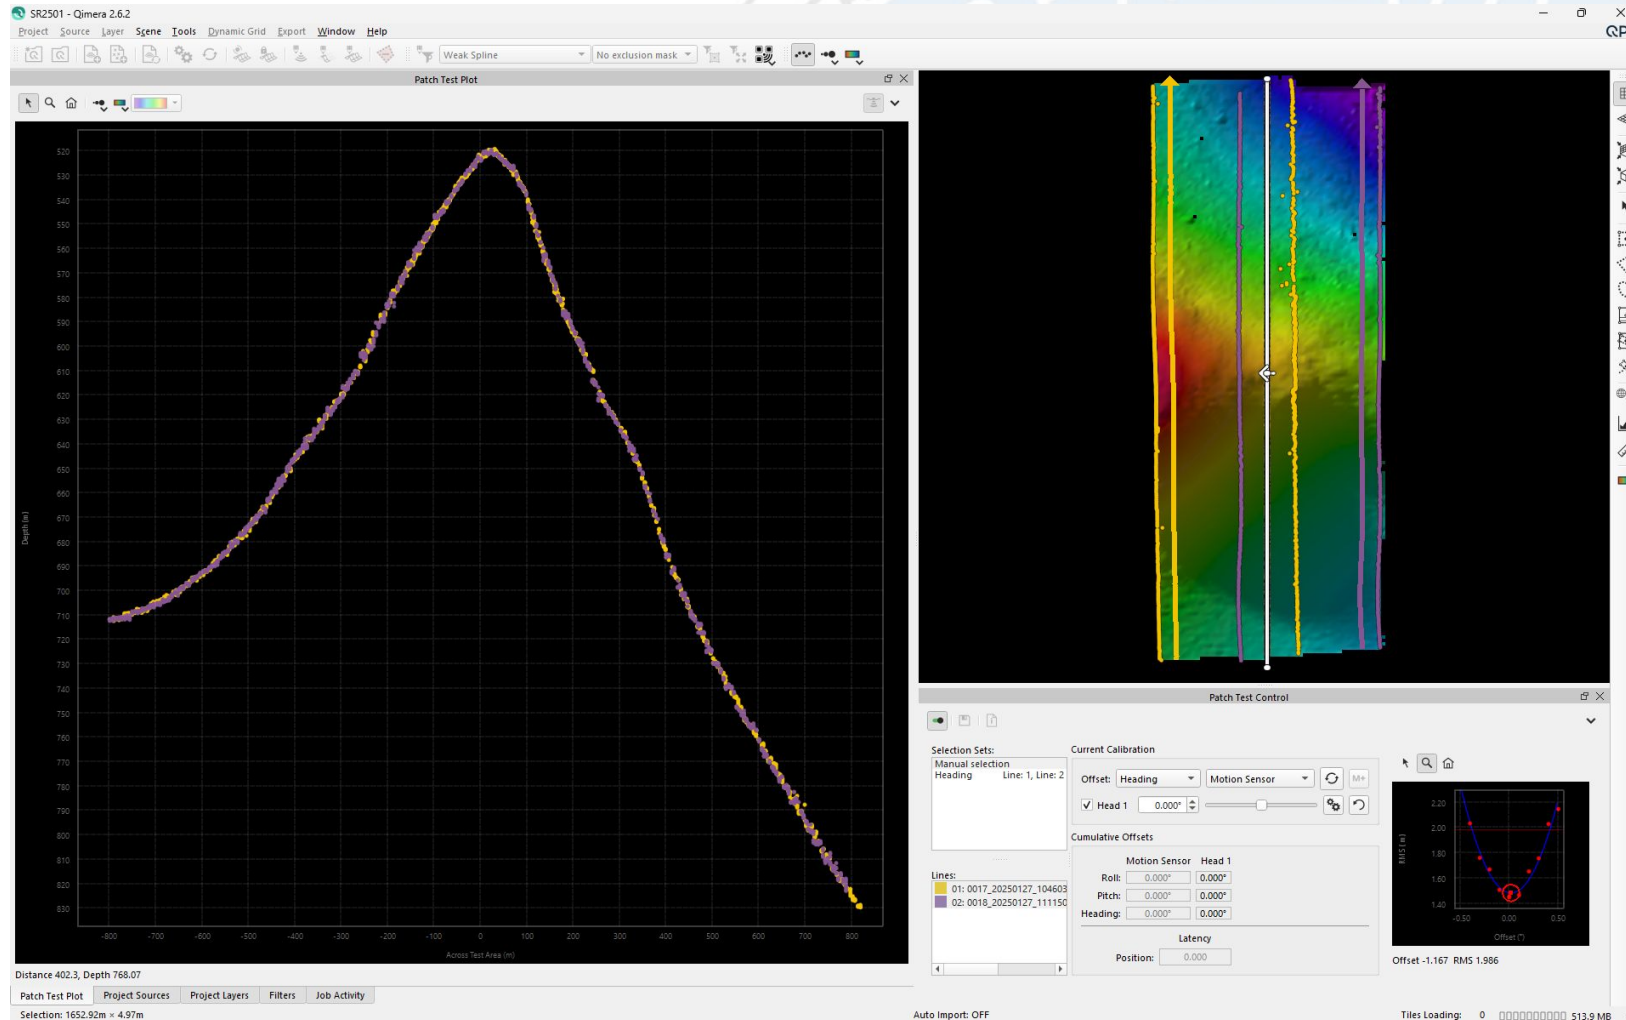 SR2501 - Qimera 2.6.2
QP
Project Source Layer Scene Tools Dynamic Grid Export Window Help
Weak Spline
No exclusion mask
Patch Test Plot
520
530
540
550
560
570
580
590
600
610
620
630
640
650
660
670
680
690
700
710
720
730
740
750
760
770
780
790
800
810
820
830
Depth (m)
-800 -700 -600 -500 -400 -300 -200 -100 0 100 200 300 400 500 600 700 800
Across Test Area (m)
Distance 402.3, Depth 768.07
Patch Test Plot Project Sources Project Layers Filters Job Activity
Selection: 1652.92m × 4.97m
Patch Test Control
Selection Sets:
Manual selection
Heading Line: 1, Line: 2
Lines:
01: 0017_20250127_104603
02: 0018_20250127_111150
Current Calibration
Offset: Heading Motion Sensor M+
Head 1 0.000°
Cumulative Offsets
Motion Sensor Head 1
Roll: 0.000° 0.000°
Pitch: 0.000° 0.000°
Heading: 0.000° 0.000°
Latency
Position: 0.000
RMS [m]
2.20
2.00
1.80
1.60
1.40
-0.50 0.00 0.50
Offset (°)
Offset -1.167 RMS 1.986
Auto Import: OFF
Tiles Loading: 0 513.9 MB